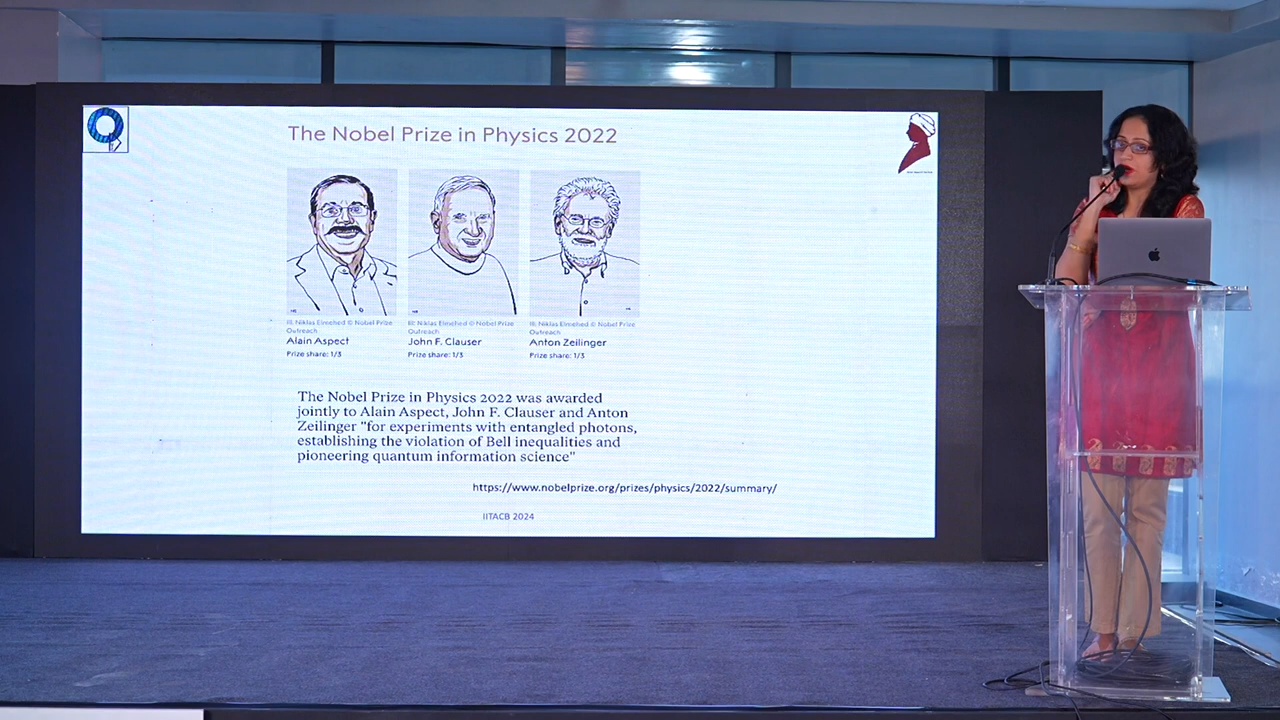 The Nobel Prize in Physics 2022
Ill. Niklas Elmehed © Nobel Prize
Outreach
Alain Aspect
Prize share: 1/3
Ill. Niklas Elmehed © Nobel Prize
Outreach
John F. Clauser
Prize share: 1/3
Ill. Niklas Elmehed © Nobel Prize
Outreach
Anton Zeilinger
Prize share: 1/3
The Nobel Prize in Physics 2022 was awarded
jointly to Alain Aspect, John F. Clauser and Anton
Zeilinger "for experiments with entangled photons,
establishing the violation of Bell inequalities and
pioneering quantum information science"
https://www.nobelprize.org/prizes/physics/2022/summary/
IITACB 2024